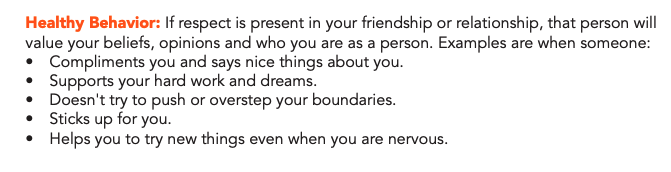 Healthy Behavior: If respect is present in your friendship or relationship, that person will
value your beliefs, opinions and who you are as a person. Examples are when someone:
• Compliments you and says nice things about you.
• Supports your hard work and dreams.
• Doesn't try to push or overstep your boundaries.
• Sticks up for you.
• Helps you to try new things even when you are nervous.